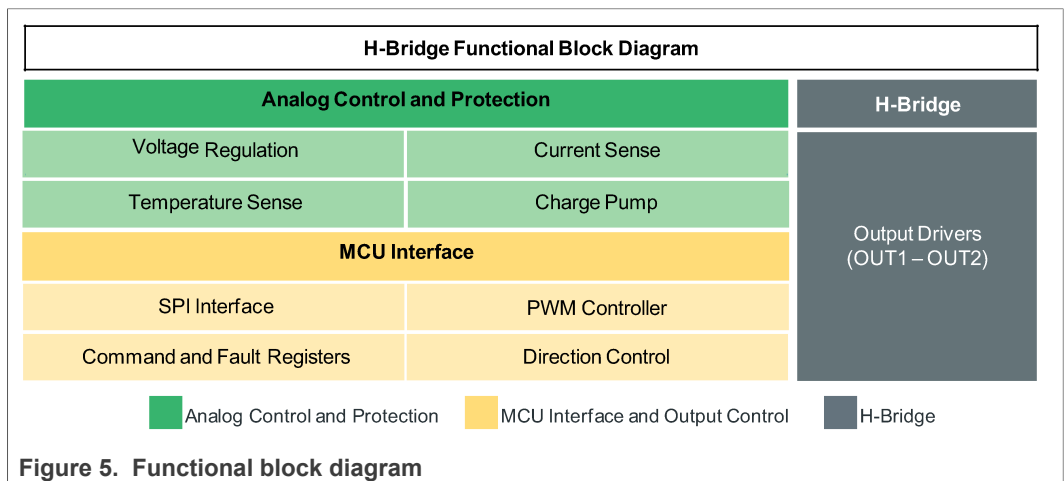 H-Bridge Functional Block Diagram
Analog Control and Protection
H-Bridge
Voltage Regulation
Current Sense
Temperature Sense
Charge Pump
Output Drivers
(OUT1 – OUT2)
MCU Interface
SPI Interface
PWM Controller
Command and Fault Registers
Direction Control
Analog Control and Protection
MCU Interface and Output Control
H-Bridge
Figure 5. Functional block diagram